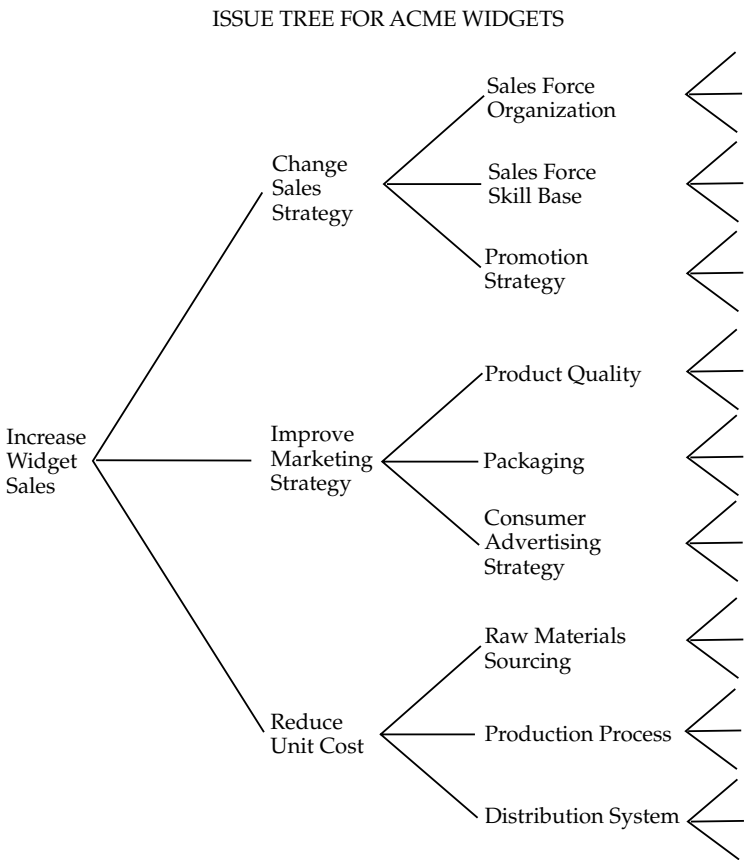 ISSUE TREE FOR ACME WIDGETS
Increase
Widget
Sales
Change
Sales
Strategy
Sales Force
Organization
Sales Force
Skill Base
Promotion
Strategy
Improve
Marketing
Strategy
Product Quality
Packaging
Consumer
Advertising
Strategy
Reduce
Unit Cost
Raw Materials
Sourcing
Production Process
Distribution System